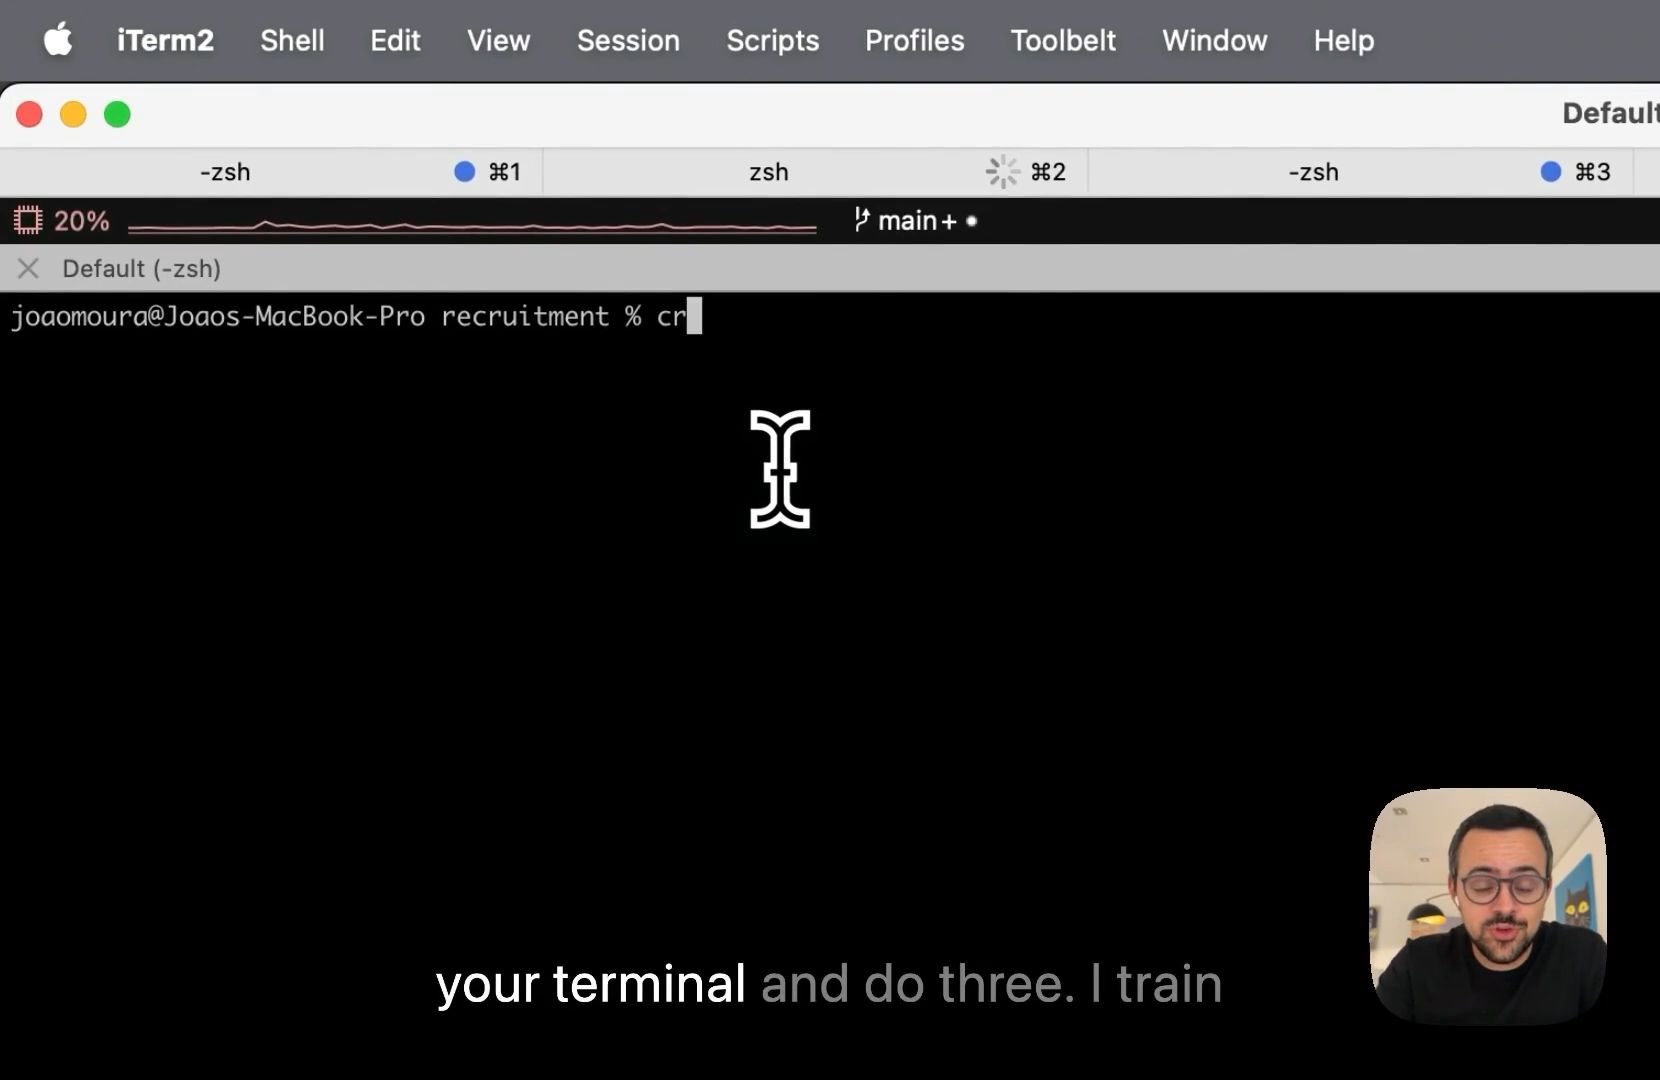 iTerm2 Shell Edit View Session Scripts Profiles Toolbelt Window Help
Default
-zsh ⌘1 zsh ⌘2 -zsh ⌘3
20% main+ •
Default (-zsh)
joaomoura@Joaos-MacBook-Pro recruitment % cr
your terminal and do three. I train